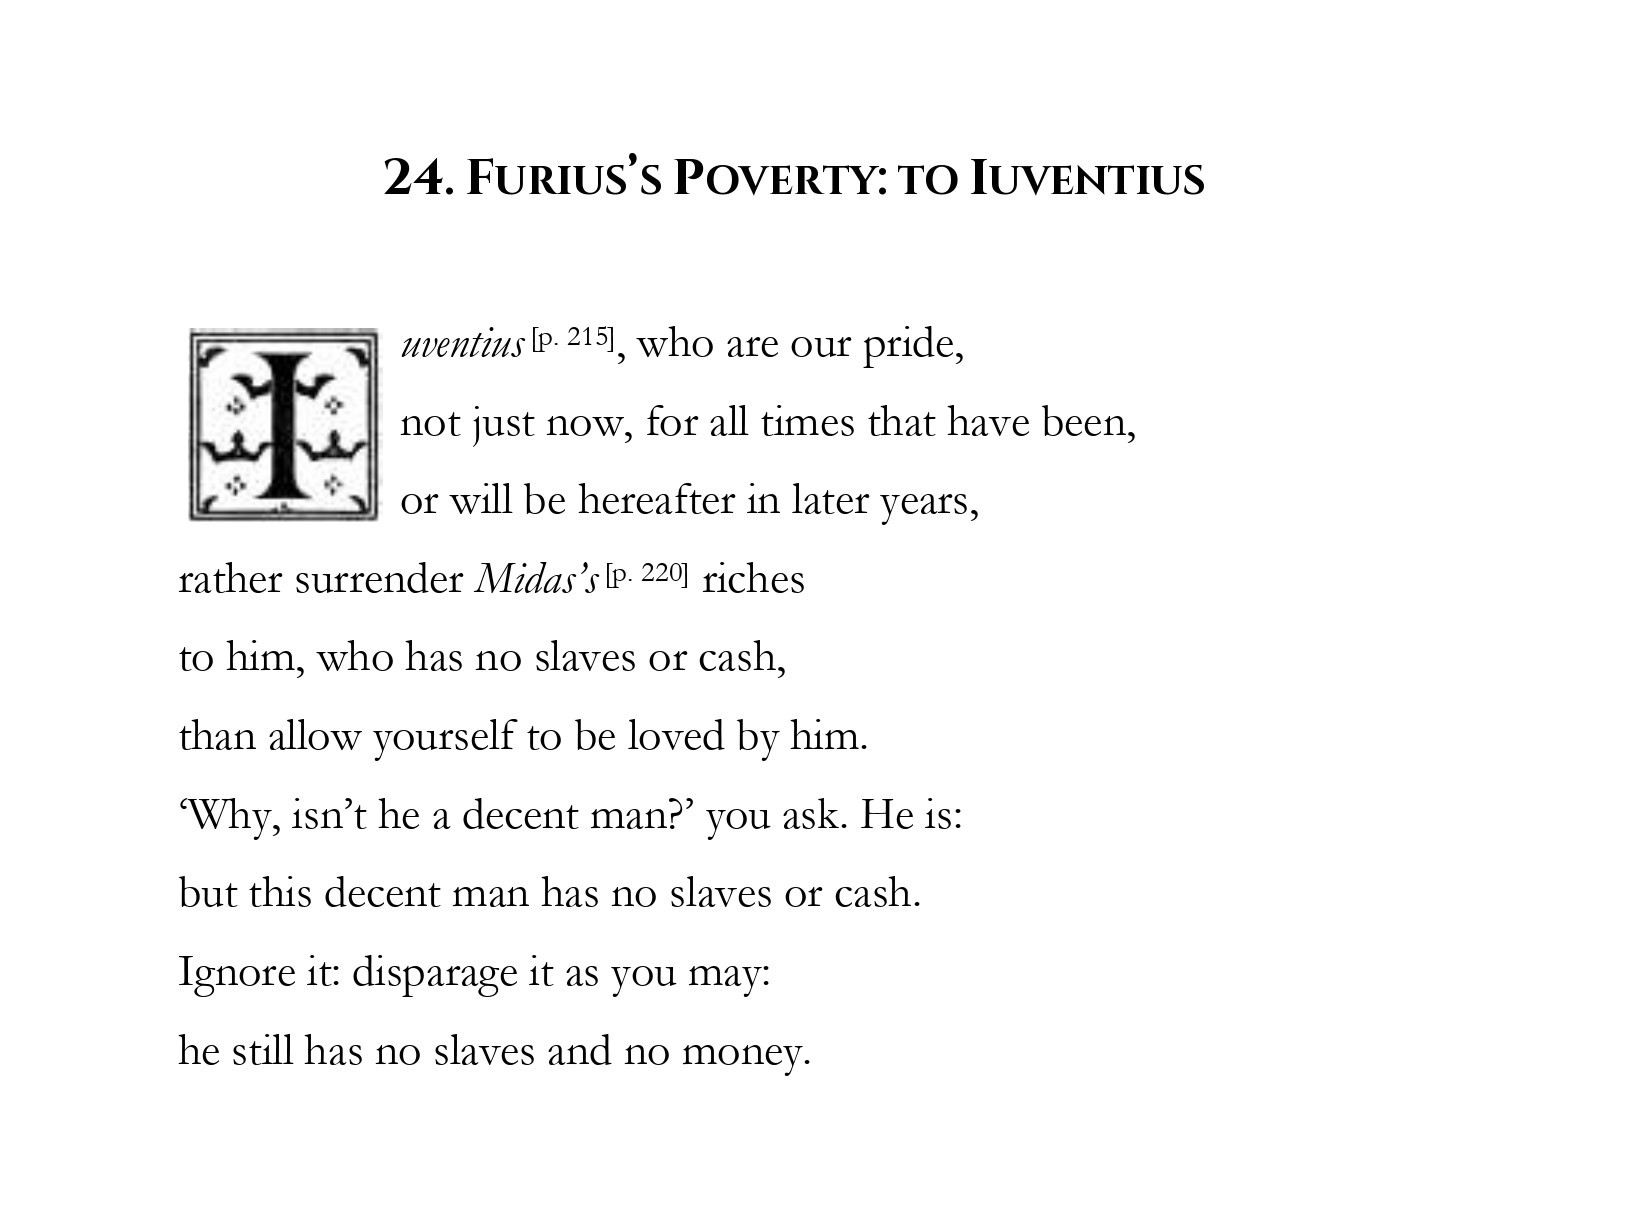 24. Furius’s Poverty: to Iuventius
Iuventius [p. 215], who are our pride,
not just now, for all times that have been,
or will be hereafter in later years,
rather surrender Midas’s [p. 220] riches
to him, who has no slaves or cash,
than allow yourself to be loved by him.
‘Why, isn’t he a decent man?’ you ask. He is:
but this decent man has no slaves or cash.
Ignore it: disparage it as you may:
he still has no slaves and no money.